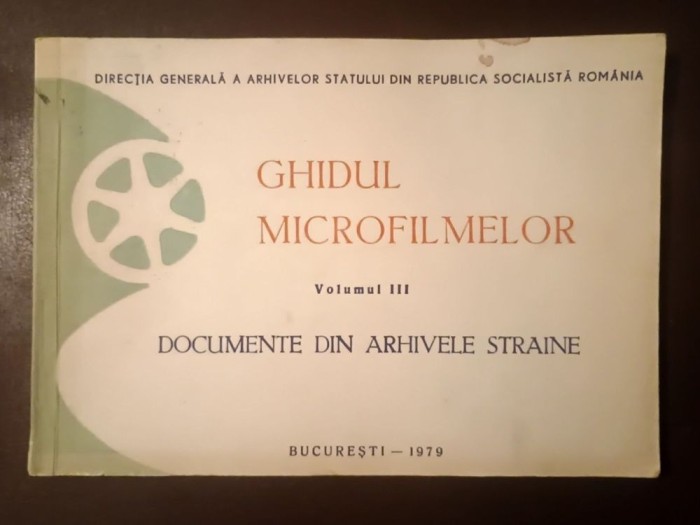 DIRECȚIA GENERALĂ A ARHIVELOR STATULUI DIN REPUBLICA SOCIALISTĂ ROMÂNIA
GHIDUL
MICROFILMELOR
Volumul III
DOCUMENTE DIN ARHIVELE STRAINE
BUCUREȘTI — 1979